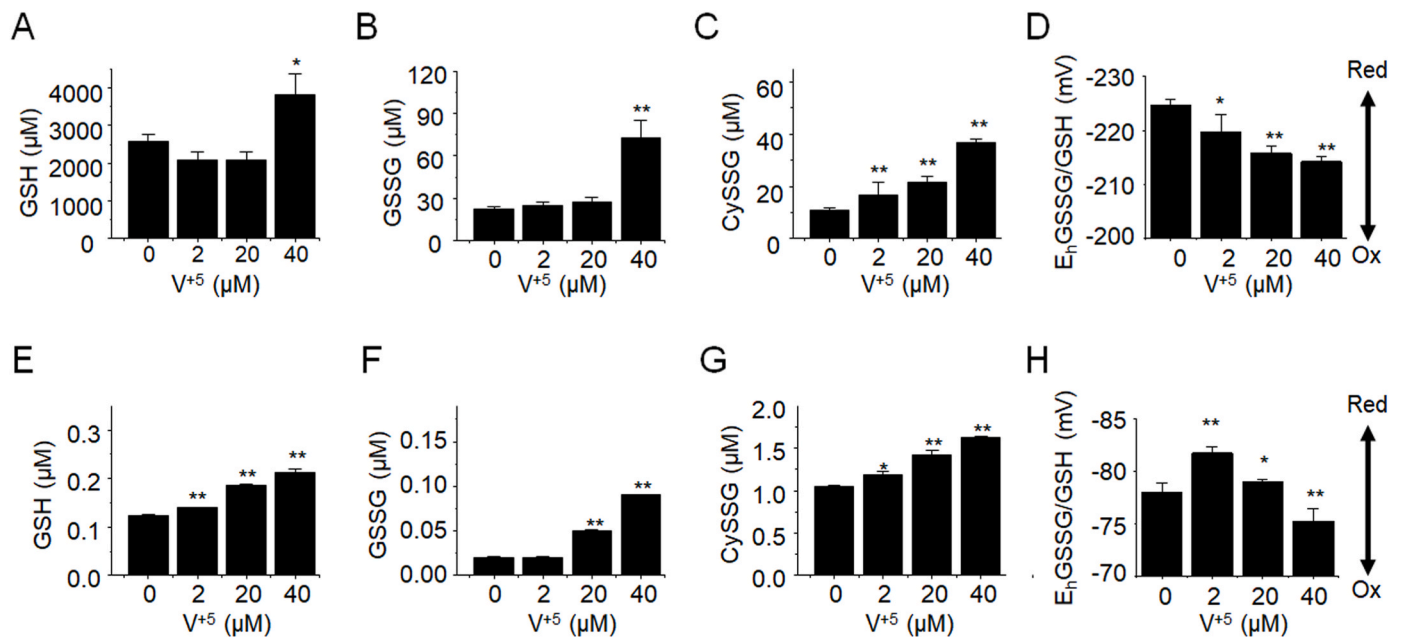 A
GSH (µM)
4000
3000
2000
1000
0
*
0 2 20 40
V+5 (µM)
B
GSSG (µM)
120
90
60
30
0
**
0 2 20 40
V+5 (µM)
C
CySSG (µM)
60
40
20
0
** ** **
0 2 20 40
V+5 (µM)
D
EhGSSG/GSH (mV)
-230
-220
-210
-200
* ** **
0 2 20 40
V+5 (µM)
Red
Ox
E
GSH (µM)
0.3
0.2
0.1
0.0
** ** **
0 2 20 40
V+5 (µM)
F
GSSG (µM)
0.15
0.10
0.05
0.00
** **
0 2 20 40
V+5 (µM)
G
CySSG (µM)
2.0
1.5
1.0
0.5
0.0
* ** **
0 2 20 40
V+5 (µM)
H
EhGSSG/GSH (mV)
-85
-80
-75
-70
** * **
0 2 20 40
V+5 (µM)
Red
Ox